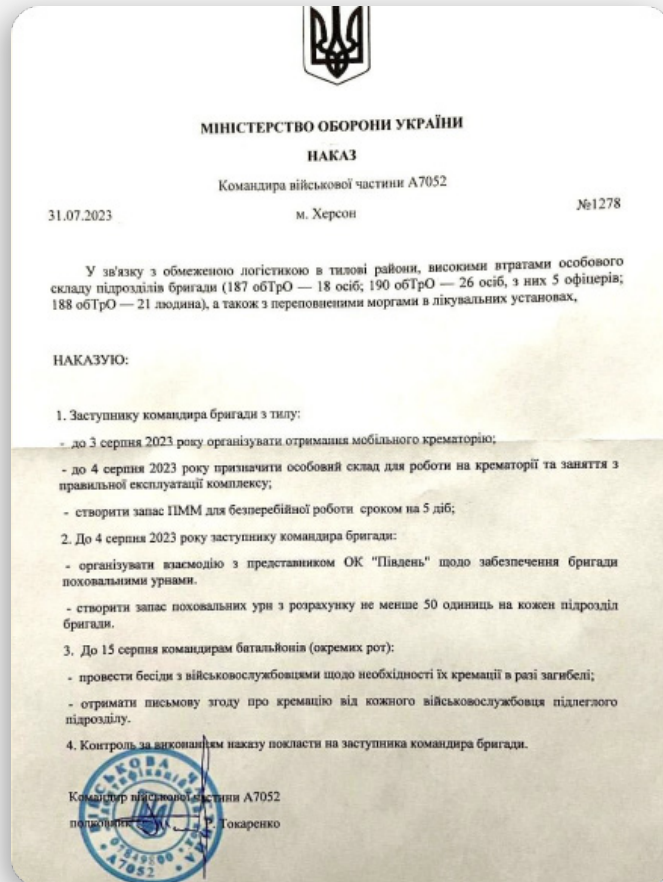 МІНІСТЕРСТВО ОБОРОНИ УКРАЇНИ
НАКАЗ
Командира військової частини А7052
31.07.2023 м. Херсон №1278
У зв'язку з обмеженою логістикою в тилові райони, високими втратами особового
складу підрозділів бригади (187 обТрО — 18 осіб; 190 обТрО — 26 осіб, з них 5 офіцерів;
188 обТрО — 21 людина), а також з переповненими моргами в лікувальних установах,
НАКАЗУЮ:
1. Заступнику командира бригади з тилу:
- до 3 серпня 2023 року організувати отримання мобільного крематорію;
- до 4 серпня 2023 року призначити особовий склад для роботи на крематорії та заняття з
правильної експлуатації комплексу;
- створити запас ПММ для безперебійної роботи сроком на 5 діб;
2. До 4 серпня 2023 року заступнику командира бригади:
- організувати взаємодію з представником ОК "Південь" щодо забезпечення бригади
поховальними урнами.
- створити запас поховальних урн з розрахунку не менше 50 одиниць на кожен підрозділ
бригади.
3. До 15 серпня командирам батальйонів (окремих рот):
- провести бесіди з військовослужбовцями щодо необхідності їх кремації в разі загибелі;
- отримати письмову згоду про кремацію від кожного військовослужбовця підлеглого
підрозділу.
4. Контроль за виконанням наказу покласти на заступника командира бригади.
Командир військової частини А7052
полковник Р. Токаренко
ВІЙСЬКОВА ЧАСТИНА
А7052